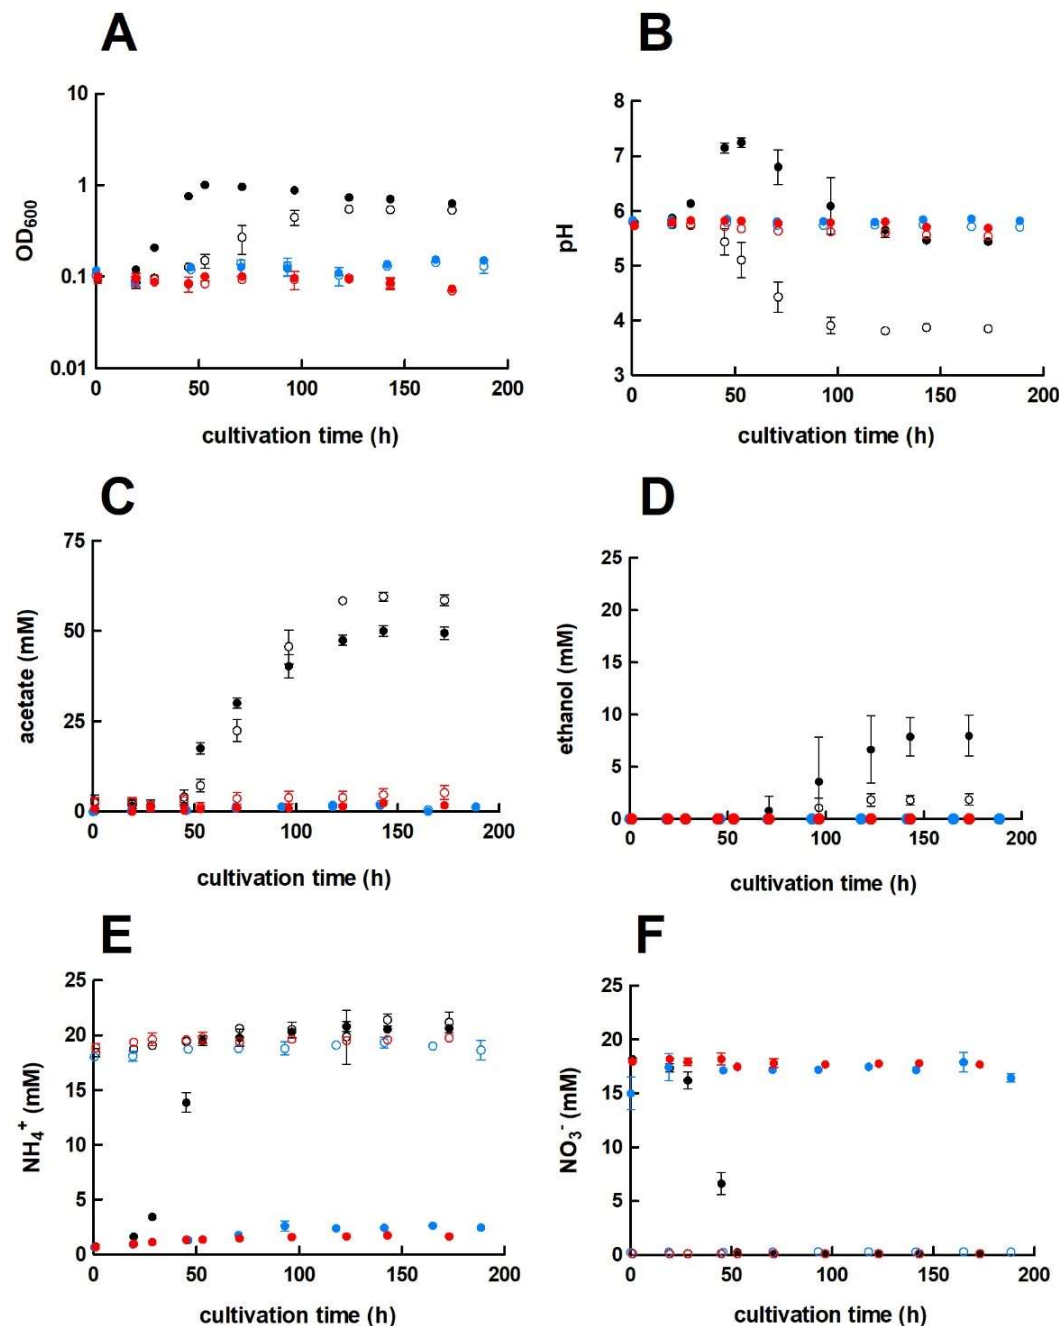 A
10
1
0.1
0.01
OD600
0 50 100 150 200
cultivation time (h)
B
8
7
6
5
4
3
pH
0 50 100 150 200
cultivation time (h)
C
75
50
25
0
acetate (mM)
0 50 100 150 200
cultivation time (h)
D
25
20
15
10
5
0
ethanol (mM)
0 50 100 150 200
cultivation time (h)
E
25
20
15
10
5
0
NH4+ (mM)
0 50 100 150 200
cultivation time (h)
F
25
20
15
10
5
0
NO3- (mM)
0 50 100 150 200
cultivation time (h)